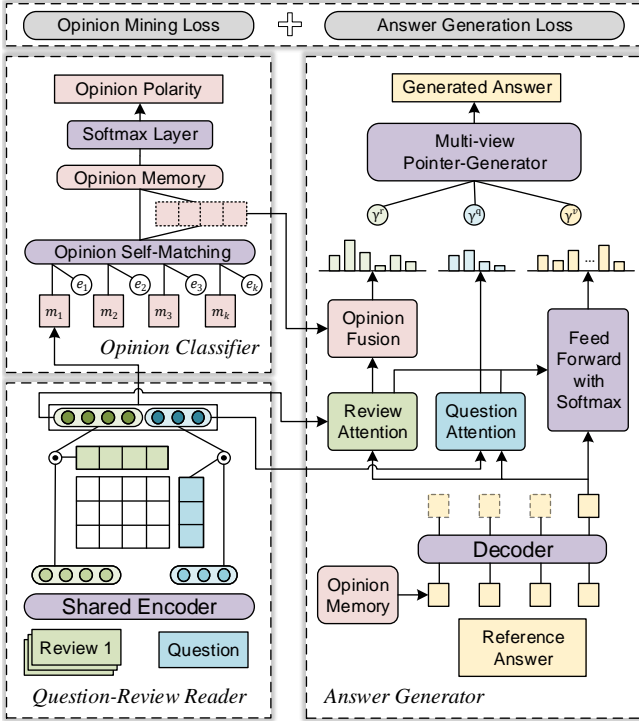 Opinion Mining Loss
Answer Generation Loss
Opinion Polarity
Softmax Layer
Opinion Memory
Opinion Self-Matching
e1
e2
e3
ek
m1
m2
m3
mk
Opinion Classifier
Shared Encoder
Review 1
Question
Question-Review Reader
Generated Answer
Multi-view
Pointer-Generator
γr
γq
γv
...
Opinion
Fusion
Feed
Forward
with
Softmax
Review
Attention
Question
Attention
Decoder
Opinion
Memory
Reference
Answer
Answer Generator